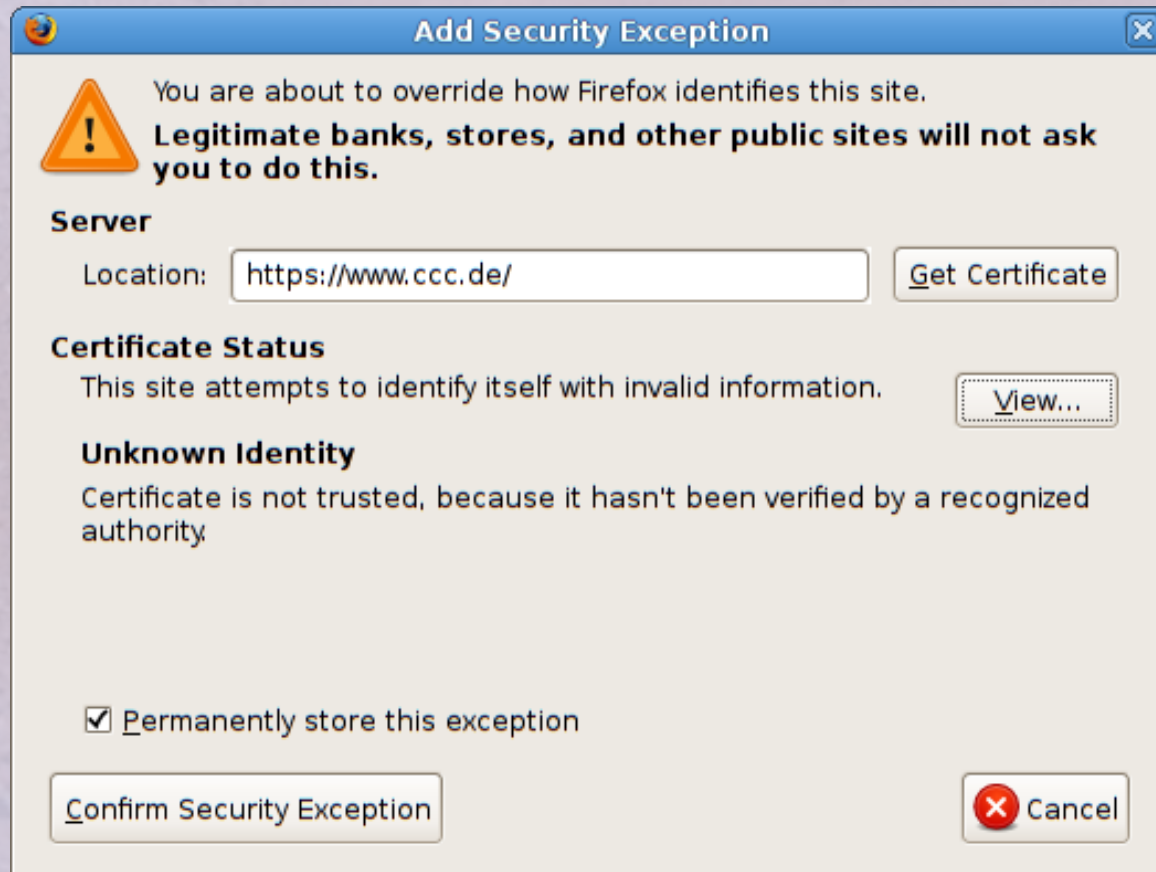 Add Security Exception
You are about to override how Firefox identifies this site.
Legitimate banks, stores, and other public sites will not ask
you to do this.
Server
Location: https://www.ccc.de/ Get Certificate
Certificate Status
This site attempts to identify itself with invalid information.
View...
Unknown Identity
Certificate is not trusted, because it hasn't been verified by a recognized
authority.
Permanently store this exception
Confirm Security Exception Cancel